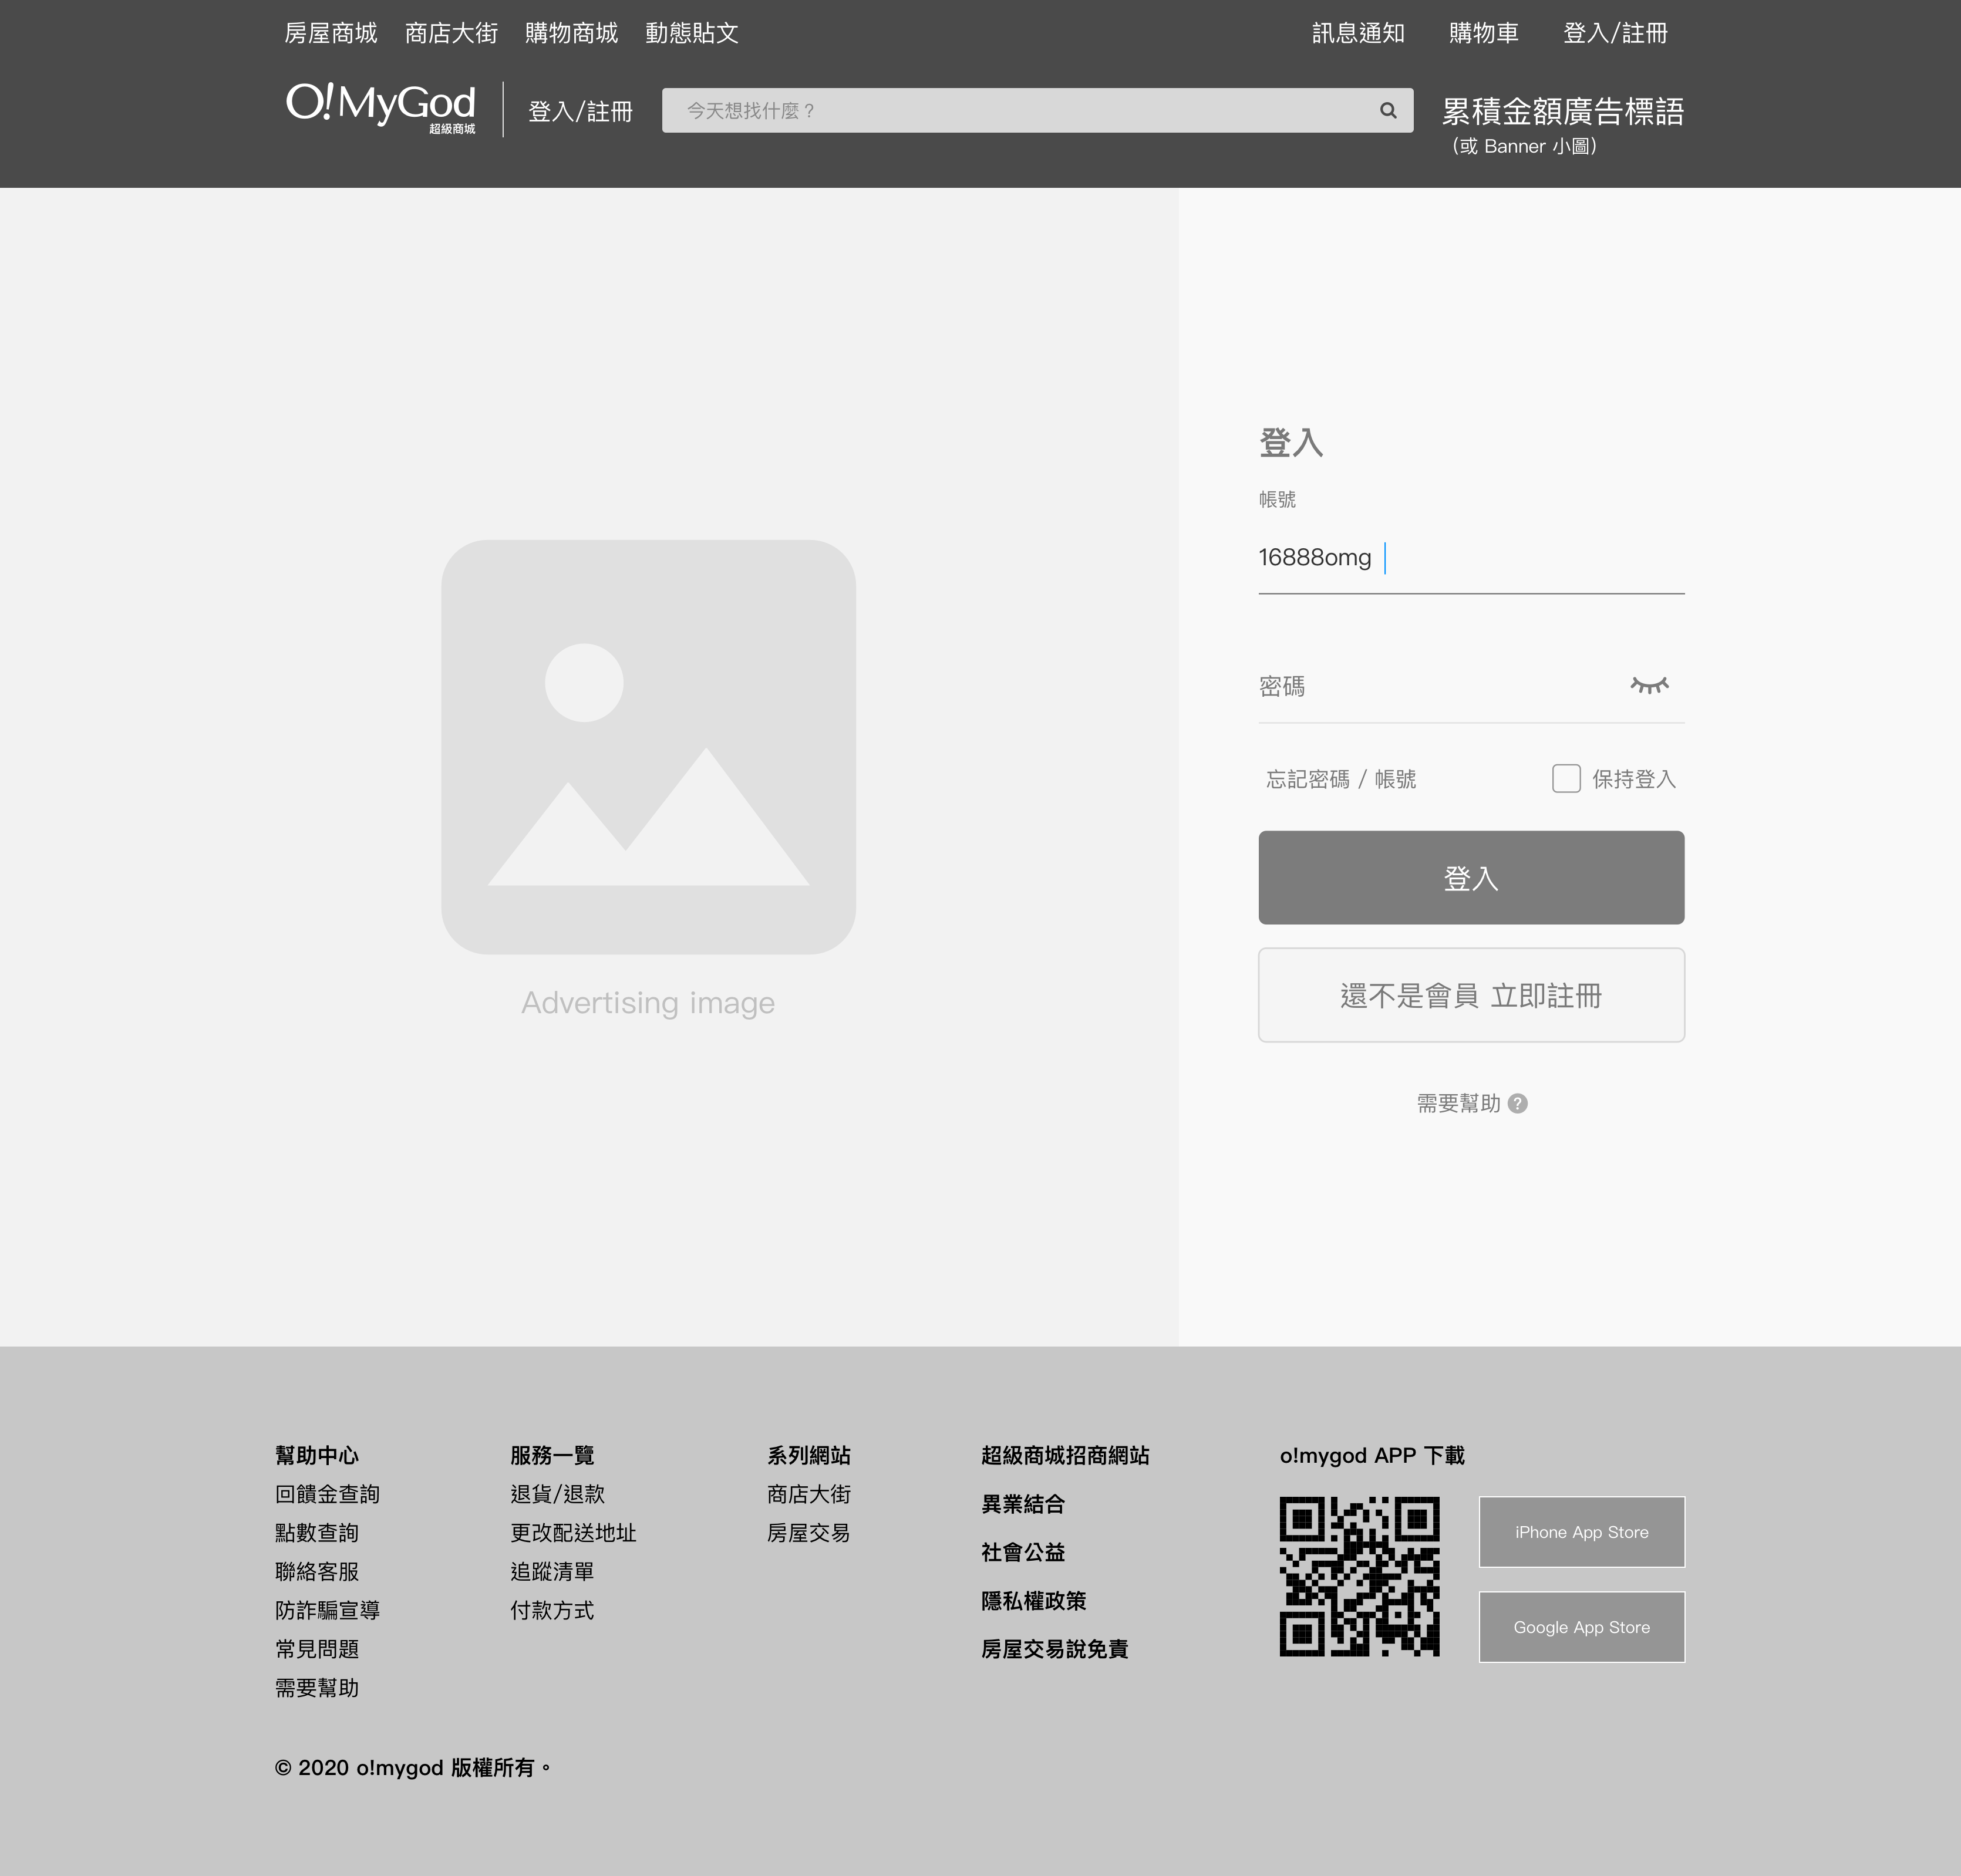 房屋商城 商店大街 購物商城 動態貼文 訊息通知 購物車 登入/註冊
O!MyGod 登入/註冊 今天想找什麼？ 累積金額廣告標語
超級商城 (或 Banner 小圖)
登入
帳號
16888omg
密碼
忘記密碼 / 帳號 保持登入
登入
還不是會員 立即註冊
需要幫助 ?
Advertising image
幫助中心
回饋金查詢
點數查詢
聯絡客服
防詐騙宣導
常見問題
需要幫助
服務一覽
退貨/退款
更改配送地址
追蹤清單
付款方式
系列網站
商店大街
房屋交易
超級商城招商網站
異業結合
社會公益
隱私權政策
房屋交易說免責
o!mygod APP 下載
iPhone App Store
Google App Store
© 2020 o!mygod 版權所有。